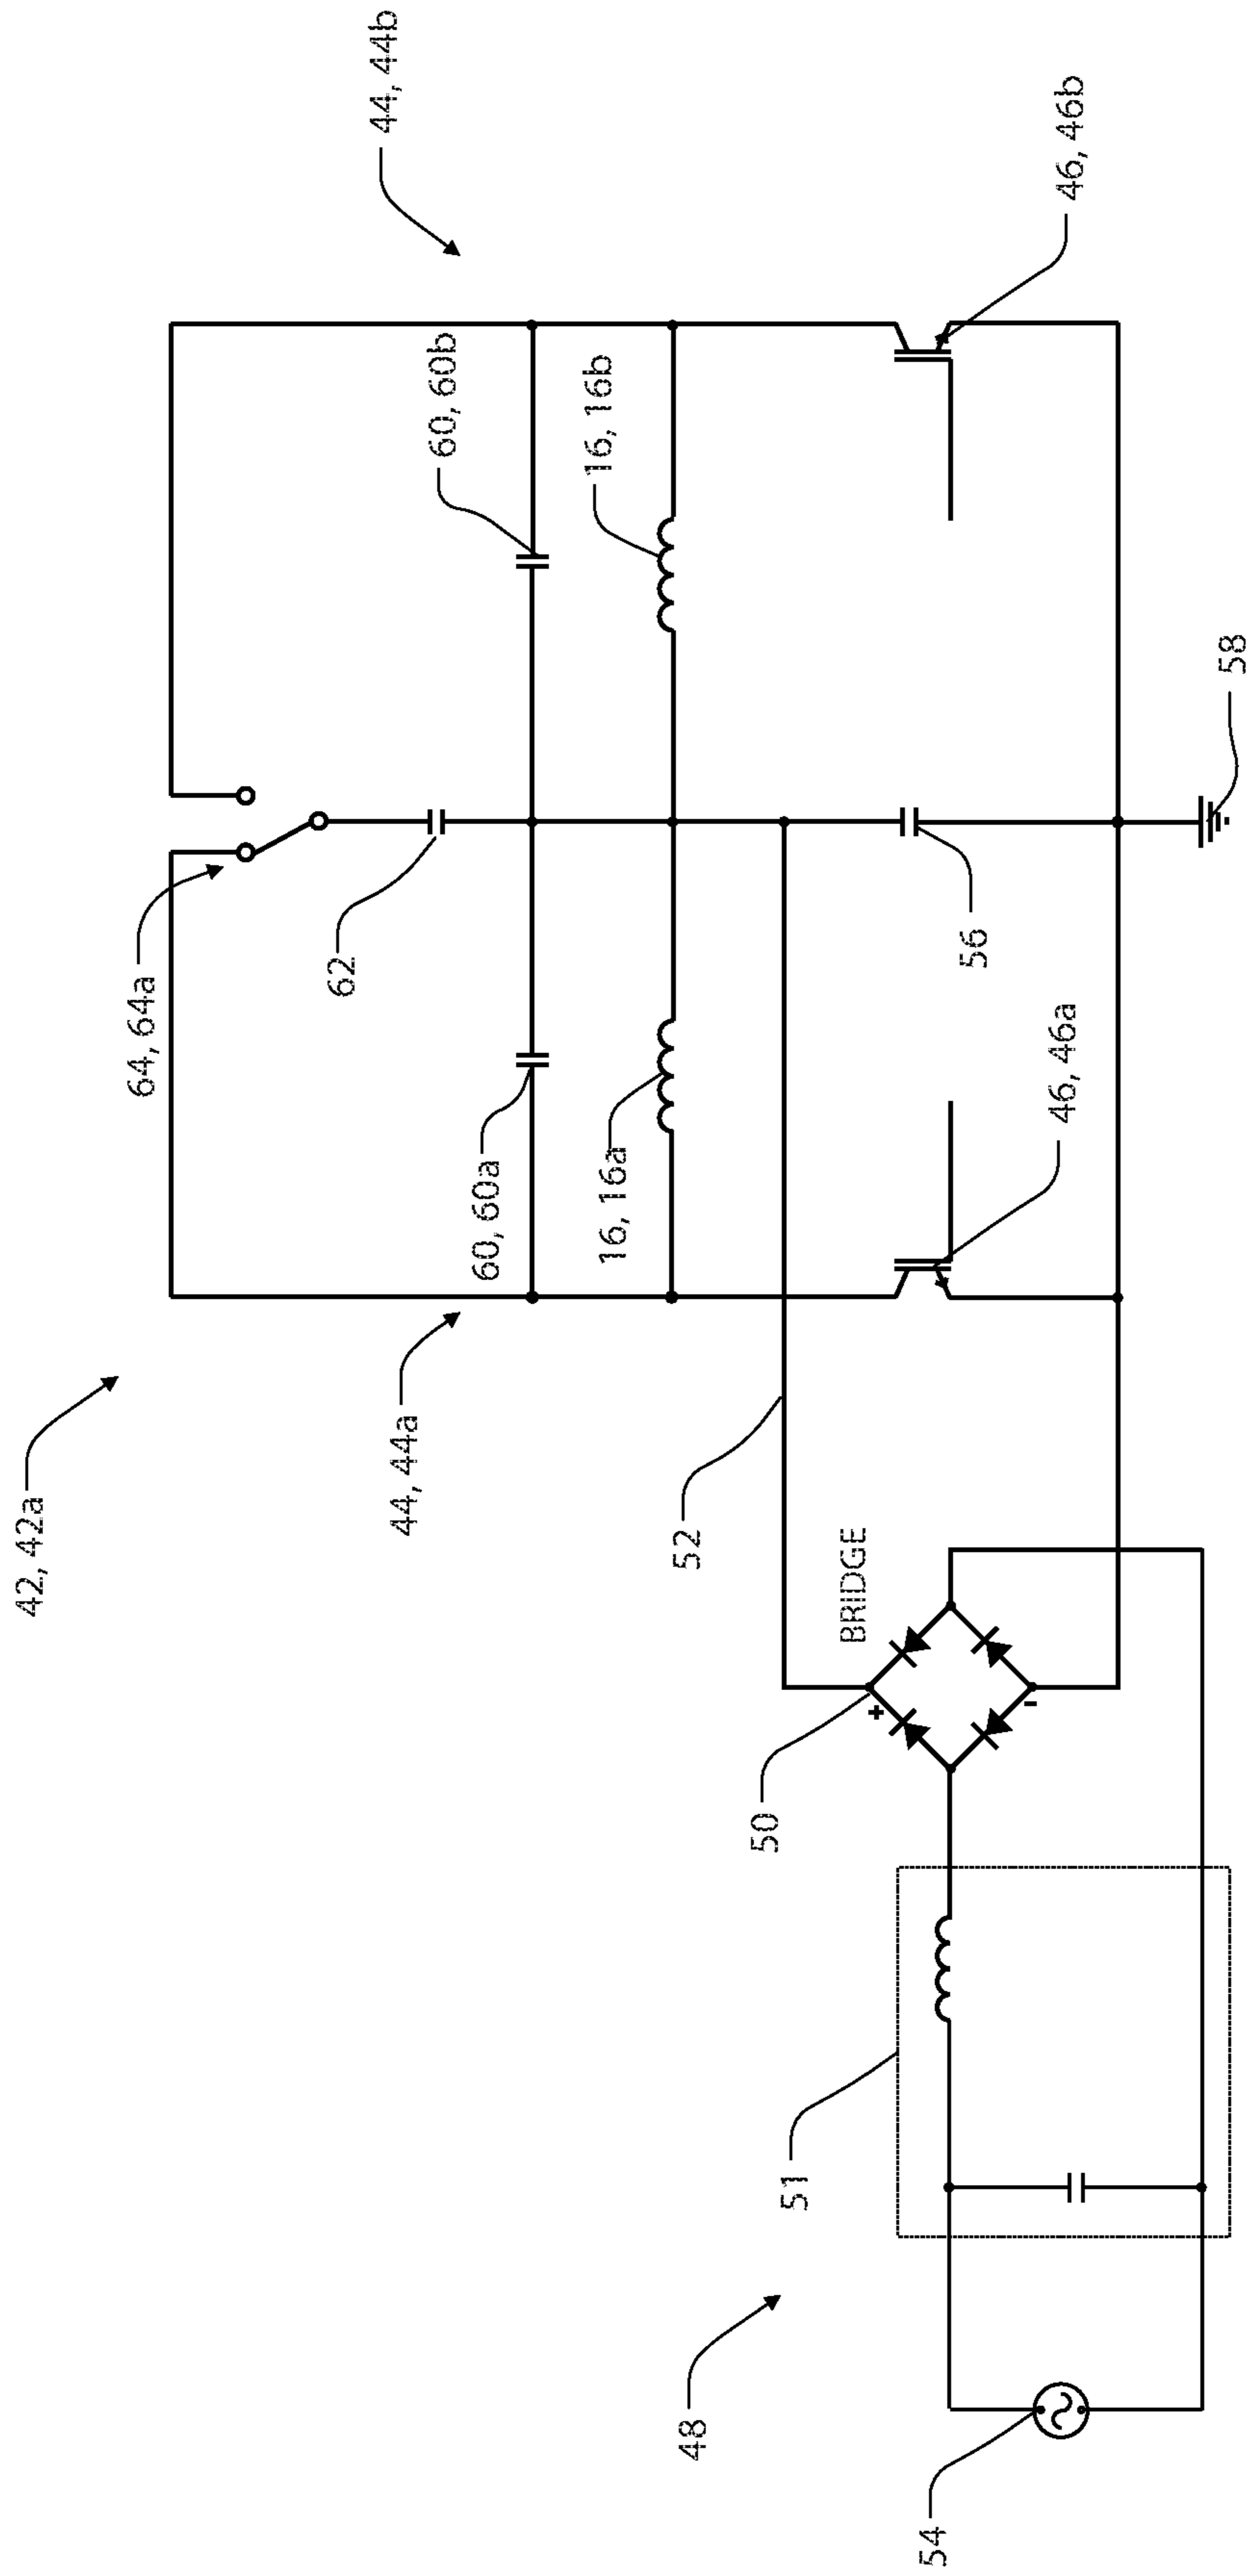 42, 42a
44, 44b
64, 64a
62
60, 60b
60, 60a
16, 16b
16, 16a
44, 44a
52
BRIDGE
50
+
-
56
46, 46b
46, 46a
58
51
48
54